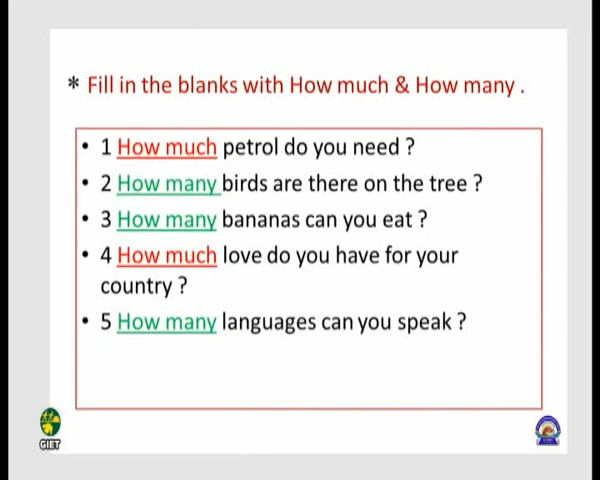 * Fill in the blanks with How much & How many .
• 1 How much petrol do you need ?
• 2 How many birds are there on the tree ?
• 3 How many bananas can you eat ?
• 4 How much love do you have for your
country ?
• 5 How many languages can you speak ?
GIET